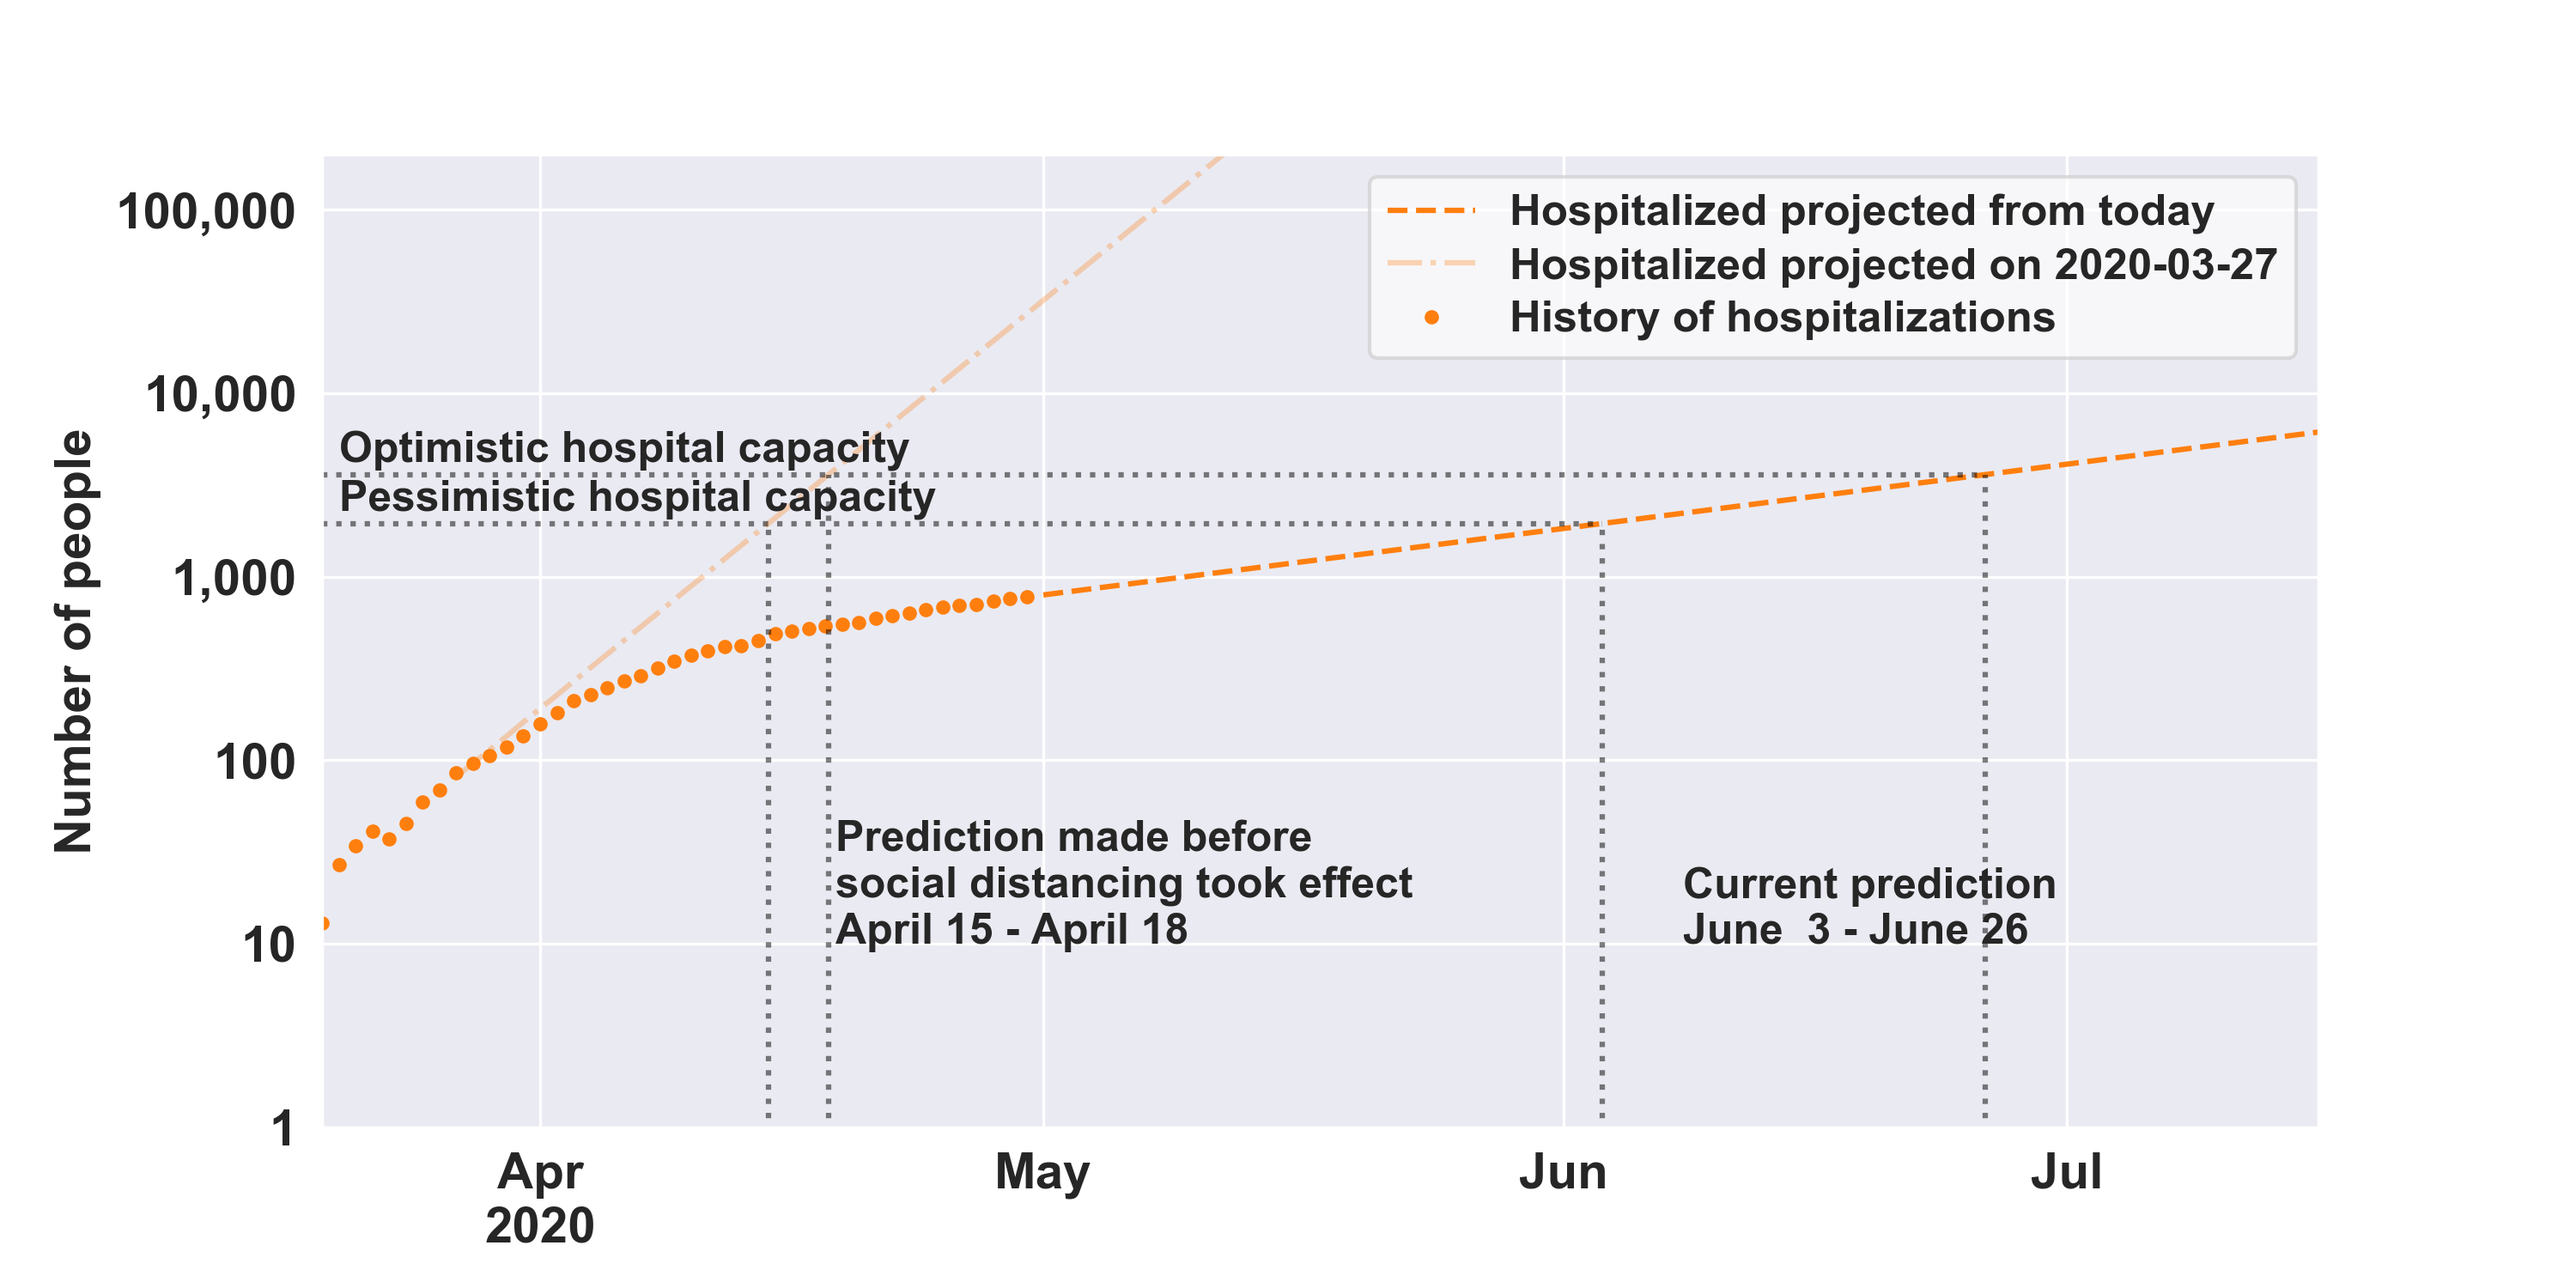 100,000
10,000
1,000
100
10
1
Number of people
Hospitalized projected from today
Hospitalized projected on 2020-03-27
History of hospitalizations
Optimistic hospital capacity
Pessimistic hospital capacity
Prediction made before
social distancing took effect
April 15 - April 18
Current prediction
June  3 - June 26
Apr
2020
May
Jun
Jul